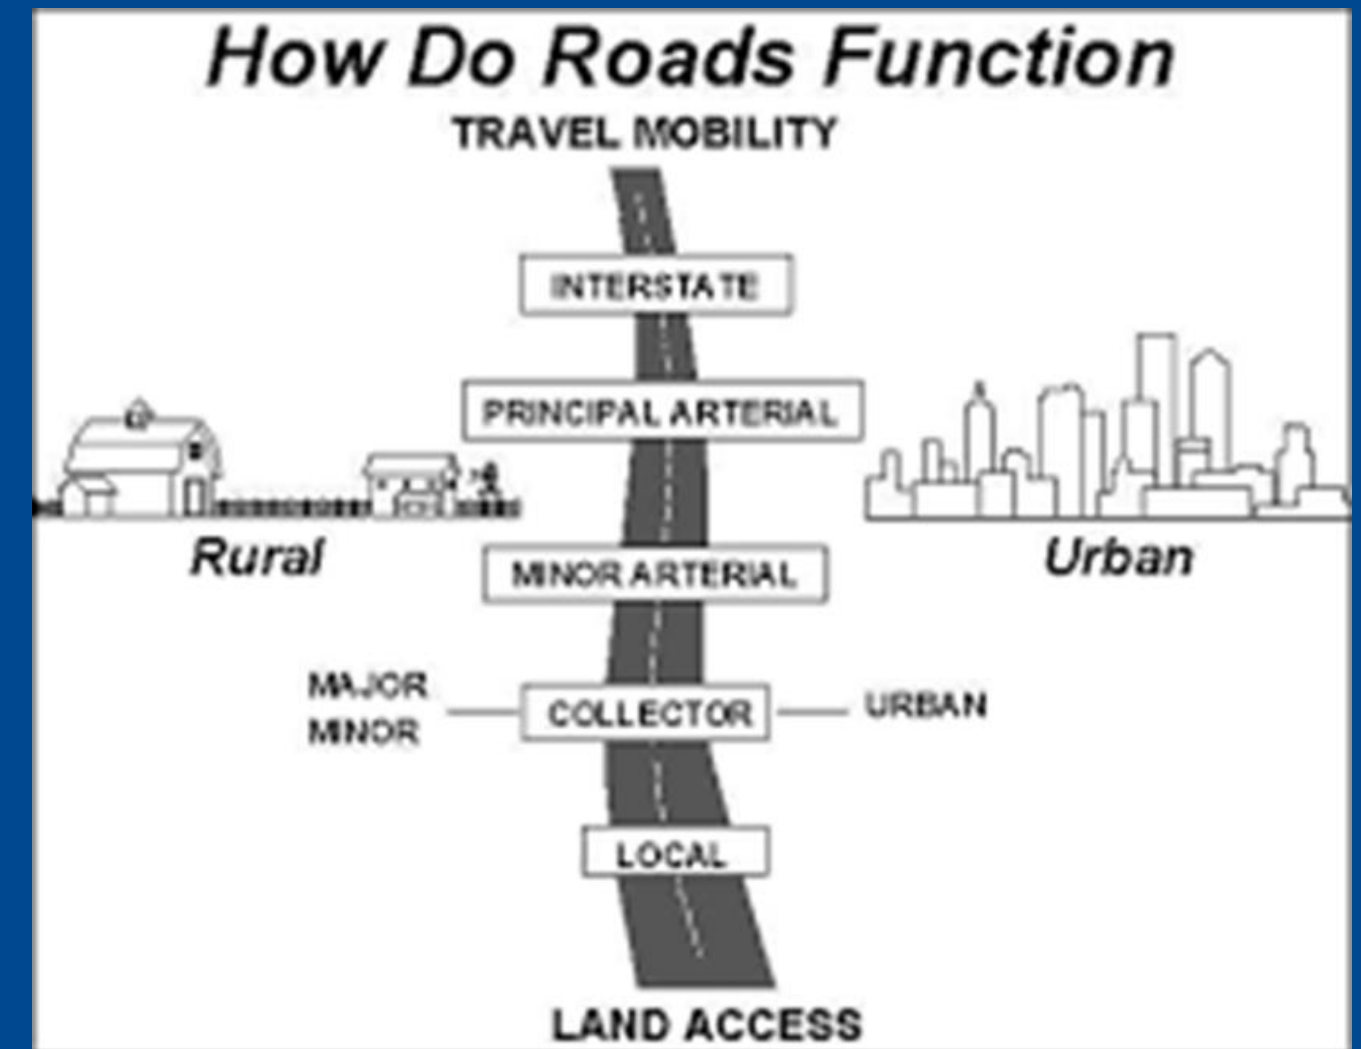 How Do Roads Function
TRAVEL MOBILITY
INTERSTATE
PRINCIPAL ARTERIAL
Rural
Urban
MINOR ARTERIAL
MAJOR
MINOR
COLLECTOR
URBAN
LOCAL
LAND ACCESS